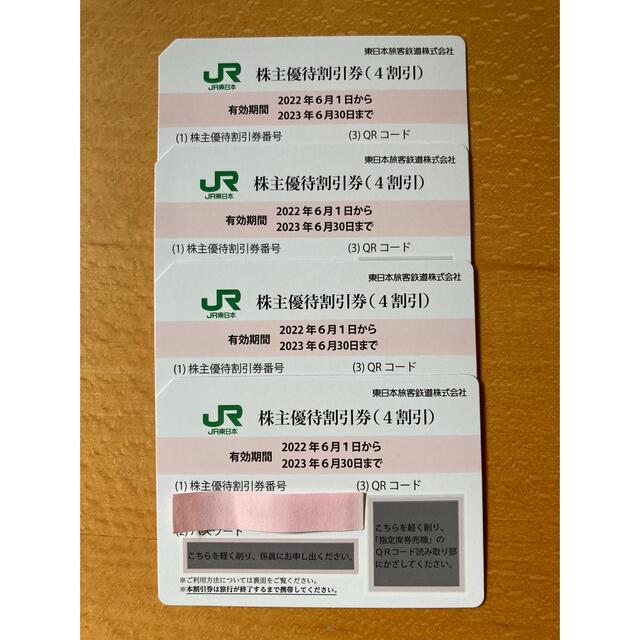 東日本旅客鉄道株式会社
JR 株主優待割引券(4割引)
JR東日本
有効期間 2022年6月1日から
2023年6月30日まで
(1) 株主優待割引券番号 (3) QRコード
東日本旅客鉄道株式会社
JR 株主優待割引券(4割引)
JR東日本
有効期間 2022年6月1日から
2023年6月30日まで
(1) 株主優待割引券番号 (3) QRコード
東日本旅客鉄道株式会社
JR 株主優待割引券(4割引)
JR東日本
有効期間 2022年6月1日から
2023年6月30日まで
(1) 株主優待割引券番号 (3) QRコード
東日本旅客鉄道株式会社
JR 株主優待割引券(4割引)
JR東日本
有効期間 2022年6月1日から
2023年6月30日まで
(1) 株主優待割引券番号 (3) QRコード
(2) パスワード
こちらを軽く削り、係員にお申し出ください。
こちらを軽く削り、
「指定席券売機」の
QRコード読み取り部
にかざしてください。
※ご利用方法については裏面をご覧ください。
※本割引券は旅行が終了するまで携帯してください。